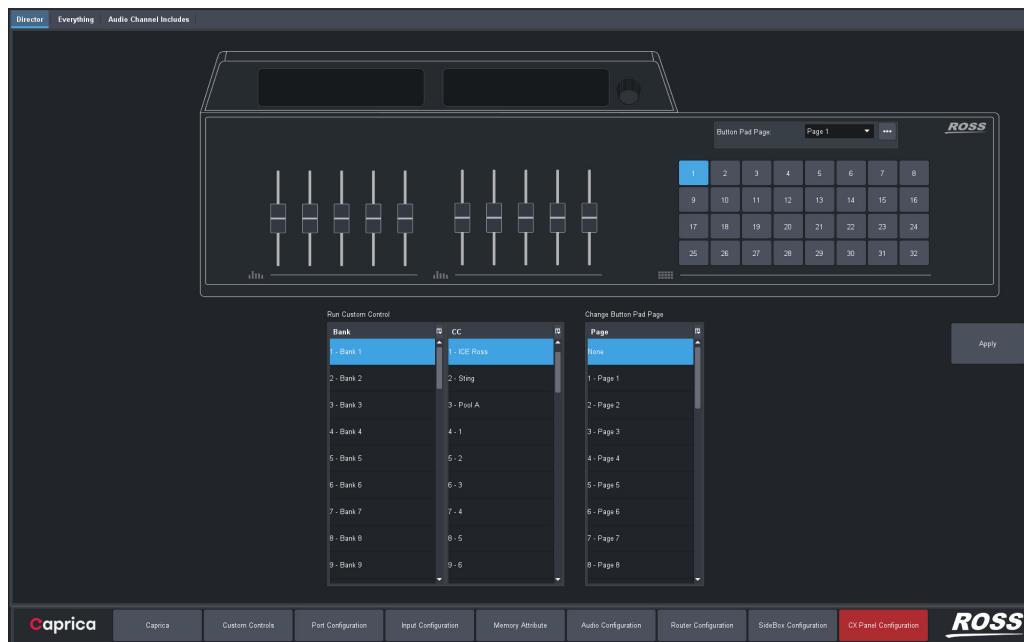 Director Everything Audio Channel Includes
Button Pad Page: Page 1 ••• ROSS
1 2 3 4 5 6 7 8
9 10 11 12 13 14 15 16
17 18 19 20 21 22 23 24
25 26 27 28 29 30 31 32
Run Custom Control Change Button Pad Page
Bank CC Page
1 - Bank 1 1 - ICE Ross None
Apply
2 - Bank 2 2 - Sting 1 - Page 1
3 - Bank 3 3 - Pool A 2 - Page 2
4 - Bank 4 4 - 1 3 - Page 3
5 - Bank 5 5 - 2 4 - Page 4
6 - Bank 6 6 - 3 5 - Page 5
7 - Bank 7 7 - 4 6 - Page 6
8 - Bank 8 8 - 5 7 - Page 7
9 - Bank 9 9 - 6 8 - Page 8
Caprica Caprica Custom Controls Port Configuration Input Configuration Memory Attribute Audio Configuration Router Configuration SideBox Configuration CX Panel Configuration ROSS